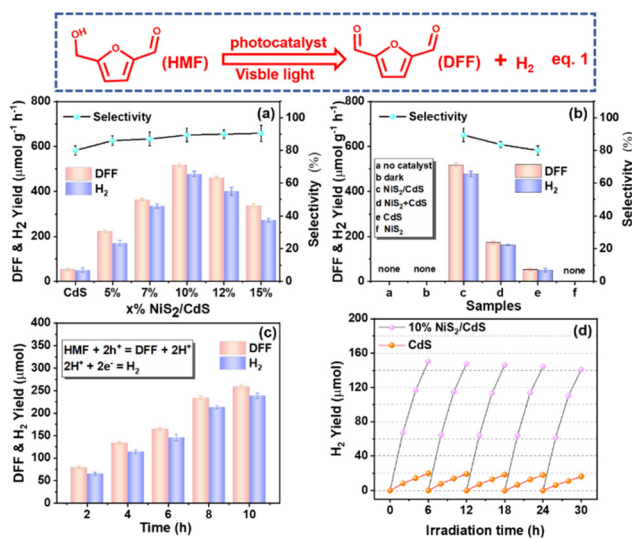 OH
O
O
(HMF)
photocatalyst
Visble light
O
O
O
(DFF) + H₂ eq. 1
(a)
Selectivity
DFF
H₂
DFF & H₂ Yield (μmol g⁻¹ h⁻¹)
800
600
400
200
0
Selectivity (%)
100
80
60
40
20
0
CdS 5% 7% 10% 12% 15%
x% NiS₂/CdS
(b)
Selectivity
a no catalyst
b dark
c NiS₂/CdS
d NiS₂+CdS
e CdS
f NiS₂
DFF
H₂
DFF & H₂ Yield (μmol g⁻¹ h⁻¹)
800
600
400
200
0
Selectivity (%)
100
80
60
40
20
0
none none none
a b c d e f
Samples
(c)
HMF + 2h⁺ = DFF + 2H⁺
2H⁺ + 2e⁻ = H₂
DFF
H₂
DFF & H₂ Yield (μmol)
400
350
300
250
200
150
100
50
0
2 4 6 8 10
Time (h)
(d)
10% NiS₂/CdS
CdS
H₂ Yield (μmol)
200
160
120
80
40
0
0 6 12 18 24 30
Irradiation time (h)